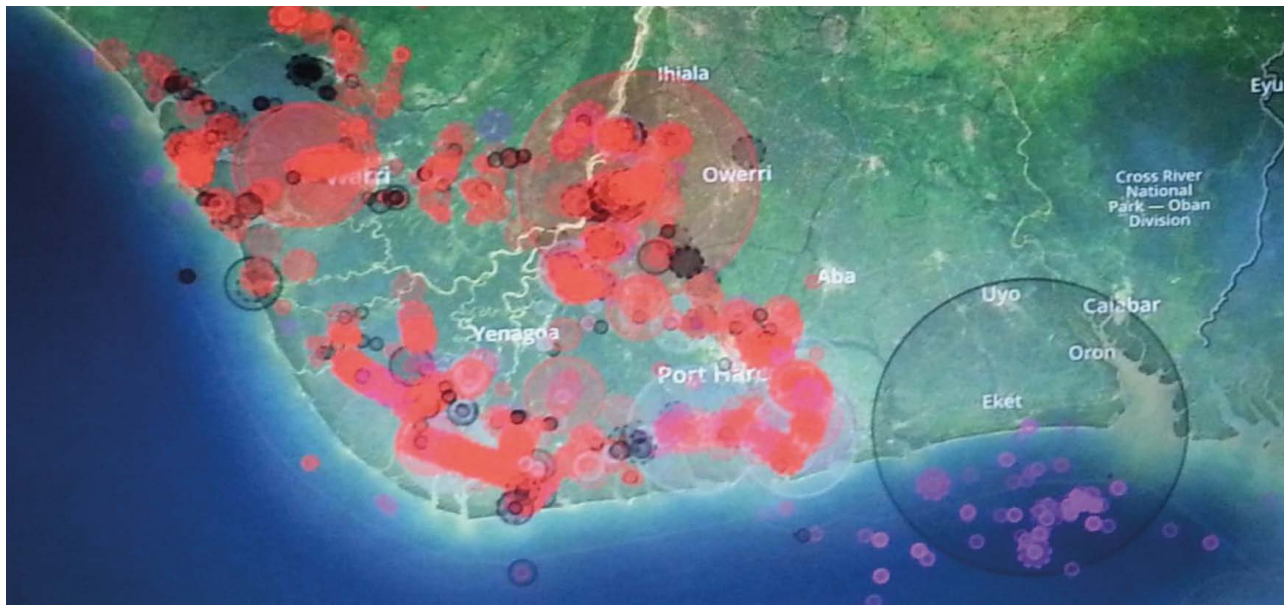 Ihiala
Eyu
Owerri
Warri
Cross River
National
Park — Oban
Division
Aba
Uyo
Calabar
Yenagoa
Oron
Port Harc
Eket